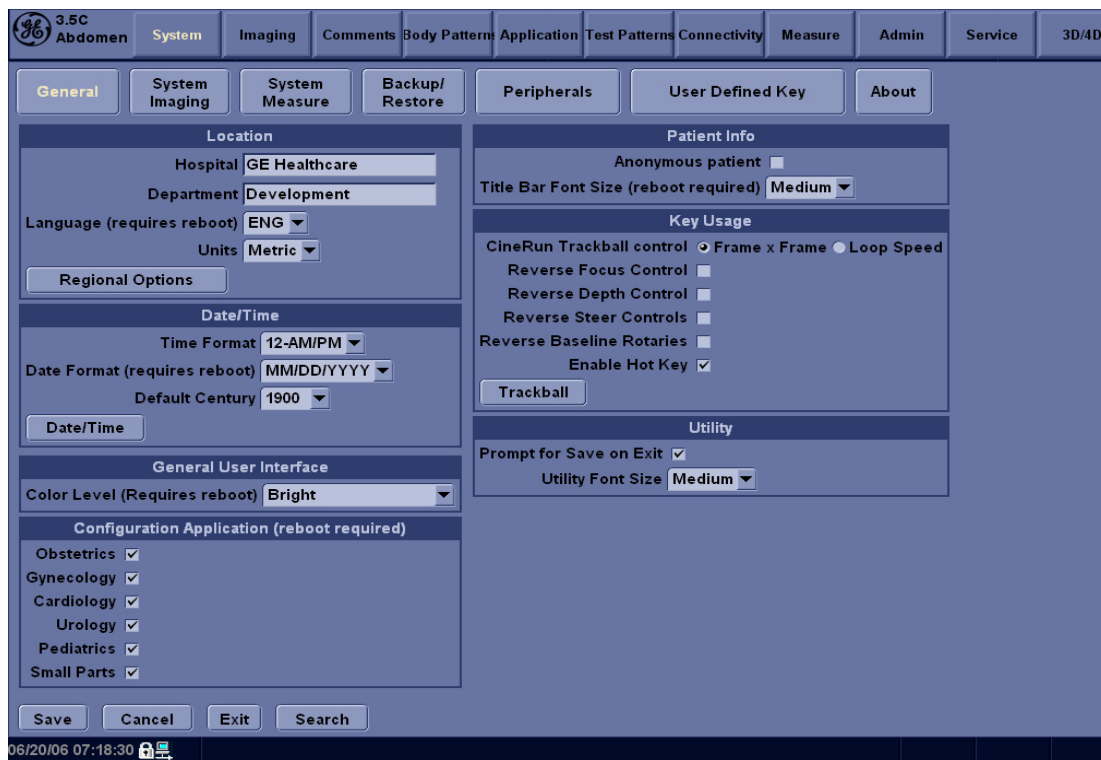 GE 3.5C
Abdomen
System
Imaging
Comments
Body Patterns
Application
Test Patterns
Connectivity
Measure
Admin
Service
3D/4D
General
System
Imaging
System
Measure
Backup/
Restore
Peripherals
User Defined Key
About
Location
Hospital GE Healthcare
Department Development
Language (requires reboot) ENG
Units Metric
Regional Options
Date/Time
Time Format 12-AM/PM
Date Format (requires reboot) MM/DD/YYYY
Default Century 1900
Date/Time
General User Interface
Color Level (Requires reboot) Bright
Configuration Application (reboot required)
Obstetrics
Gynecology
Cardiology
Urology
Pediatrics
Small Parts
Patient Info
Anonymous patient
Title Bar Font Size (reboot required) Medium
Key Usage
CineRun Trackball control Frame x Frame Loop Speed
Reverse Focus Control
Reverse Depth Control
Reverse Steer Controls
Reverse Baseline Rotaries
Enable Hot Key
Trackball
Utility
Prompt for Save on Exit
Utility Font Size Medium
Save
Cancel
Exit
Search
06/20/06 07:18:30